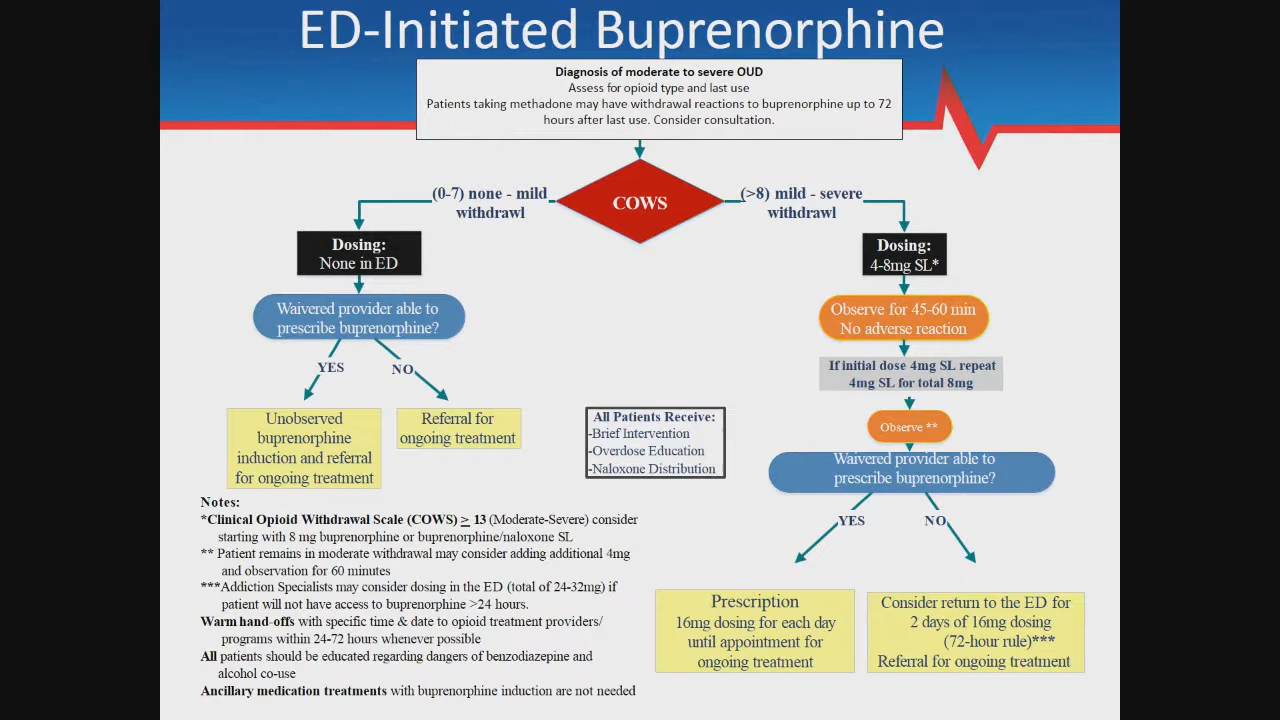 ED-Initiated Buprenorphine
Diagnosis of moderate to severe OUD
Assess for opioid type and last use
Patients taking methadone may have withdrawal reactions to buprenorphine up to 72
hours after last use. Consider consultation.
COWS
(0-7) none - mild
withdrawl
(>8) mild - severe
withdrawl
Dosing:
None in ED
Waivered provider able to
prescribe buprenorphine?
YES
NO
Unobserved
buprenorphine
induction and referral
for ongoing treatment
Referral for
ongoing treatment
Dosing:
4-8mg SL*
Observe for 45-60 min
No adverse reaction
If initial dose 4mg SL repeat
4mg SL for total 8mg
Observe **
Waivered provider able to
prescribe buprenorphine?
YES
NO
Prescription
16mg dosing for each day
until appointment for
ongoing treatment
Consider return to the ED for
2 days of 16mg dosing
(72-hour rule)***
Referral for ongoing treatment
All Patients Receive:
-Brief Intervention
-Overdose Education
-Naloxone Distribution
Notes:
*Clinical Opioid Withdrawal Scale (COWS) ≥ 13 (Moderate-Severe) consider
starting with 8 mg buprenorphine or buprenorphine/naloxone SL
** Patient remains in moderate withdrawal may consider adding additional 4mg
and observation for 60 minutes
***Addiction Specialists may consider dosing in the ED (total of 24-32mg) if
patient will not have access to buprenorphine >24 hours.
Warm hand-offs with specific time & date to opioid treatment providers/
programs within 24-72 hours whenever possible
All patients should be educated regarding dangers of benzodiazepine and
alcohol co-use
Ancillary medication treatments with buprenorphine induction are not needed